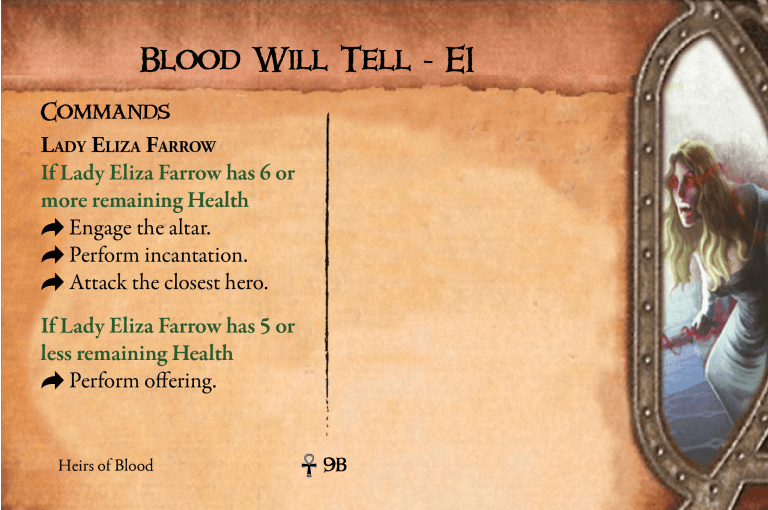 Blood Will Tell - E1
Commands
Lady Eliza Farrow
If Lady Eliza Farrow has 6 or
more remaining Health
Engage the altar.
Perform incantation.
Attack the closest hero.
If Lady Eliza Farrow has 5 or
less remaining Health
Perform offering.
Heirs of Blood
☥ 9B